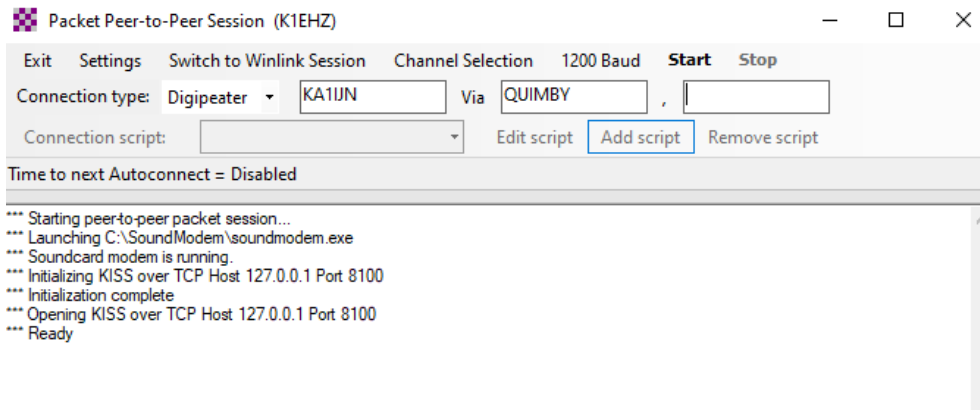 Packet Peer-to-Peer Session (K1EHZ)
Exit Settings Switch to Winlink Session Channel Selection 1200 Baud Start Stop
Connection type: Digipeater KA1IJN Via QUIMBY ,
Connection script: Edit script Add script Remove script
Time to next Autoconnect = Disabled
*** Starting peer-to-peer packet session...
*** Launching C:\SoundModem\soundmodem.exe
*** Soundcard modem is running.
*** Initializing KISS over TCP Host 127.0.0.1 Port 8100
*** Initialization complete
*** Opening KISS over TCP Host 127.0.0.1 Port 8100
*** Ready